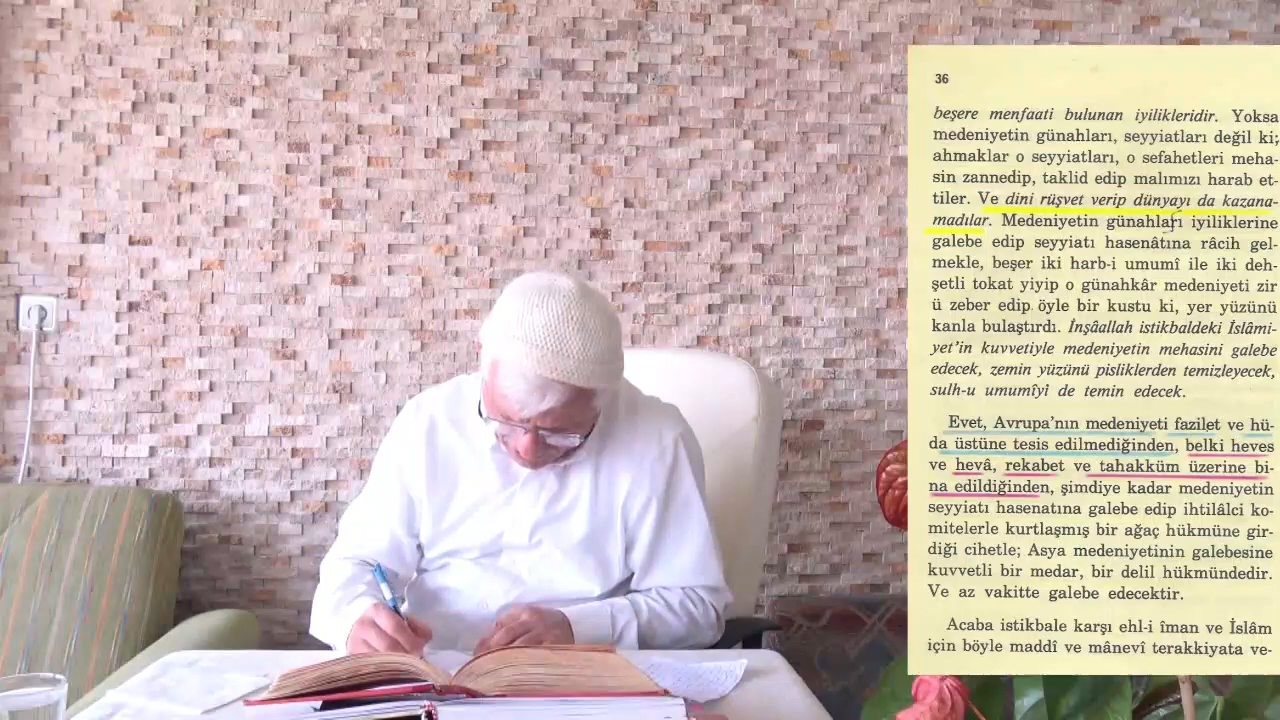 36
beşere menfaati bulunan iyilikleridir. Yoksa
medeniyetin günahları, seyyiatları değil ki,
ahmaklar o seyyiatları, o sefahetleri meha-
sin zannedip, taklid edip malımızı harab et-
tiler. Ve dini rüşvet verip dünyayı da kazana-
madılar. Medeniyetin günahları iyiliklerine
galebe edip seyyiatı hasenâtına râcih gel-
mekle, beşer iki harb-i umumî ile iki deh-
şetli tokat yiyip o günahkâr medeniyeti zir
ü zeber edip öyle bir kustu ki, yer yüzünü
kanla bulaştırdı. İnşâallah istikbaldeki İslâmi-
yet'in kuvvetiyle medeniyetin mehasini galebe
edecek, zemin yüzünü pisliklerden temizleyecek,
sulh-u umumîyi de temin edecek.
Evet, Avrupa'nın medeniyeti fazilet ve hü-
da üstüne tesis edilmediğinden, belki heves
ve hevâ, rekabet ve tahakküm üzerine bi-
na edildiğinden, şimdiye kadar medeniyetin
seyyiatı hasenatına galebe edip ihtilâlci ko-
mitelerle kurtlaşmış bir ağaç hükmüne gir-
diği cihetle; Asya medeniyetinin galebesine
kuvvetli bir medar, bir delil hükmündedir.
Ve az vakitte galebe edecektir.
Acaba istikbale karşı ehl-i îman ve İslâm
için böyle maddî ve mânevî terakkiyata ve-